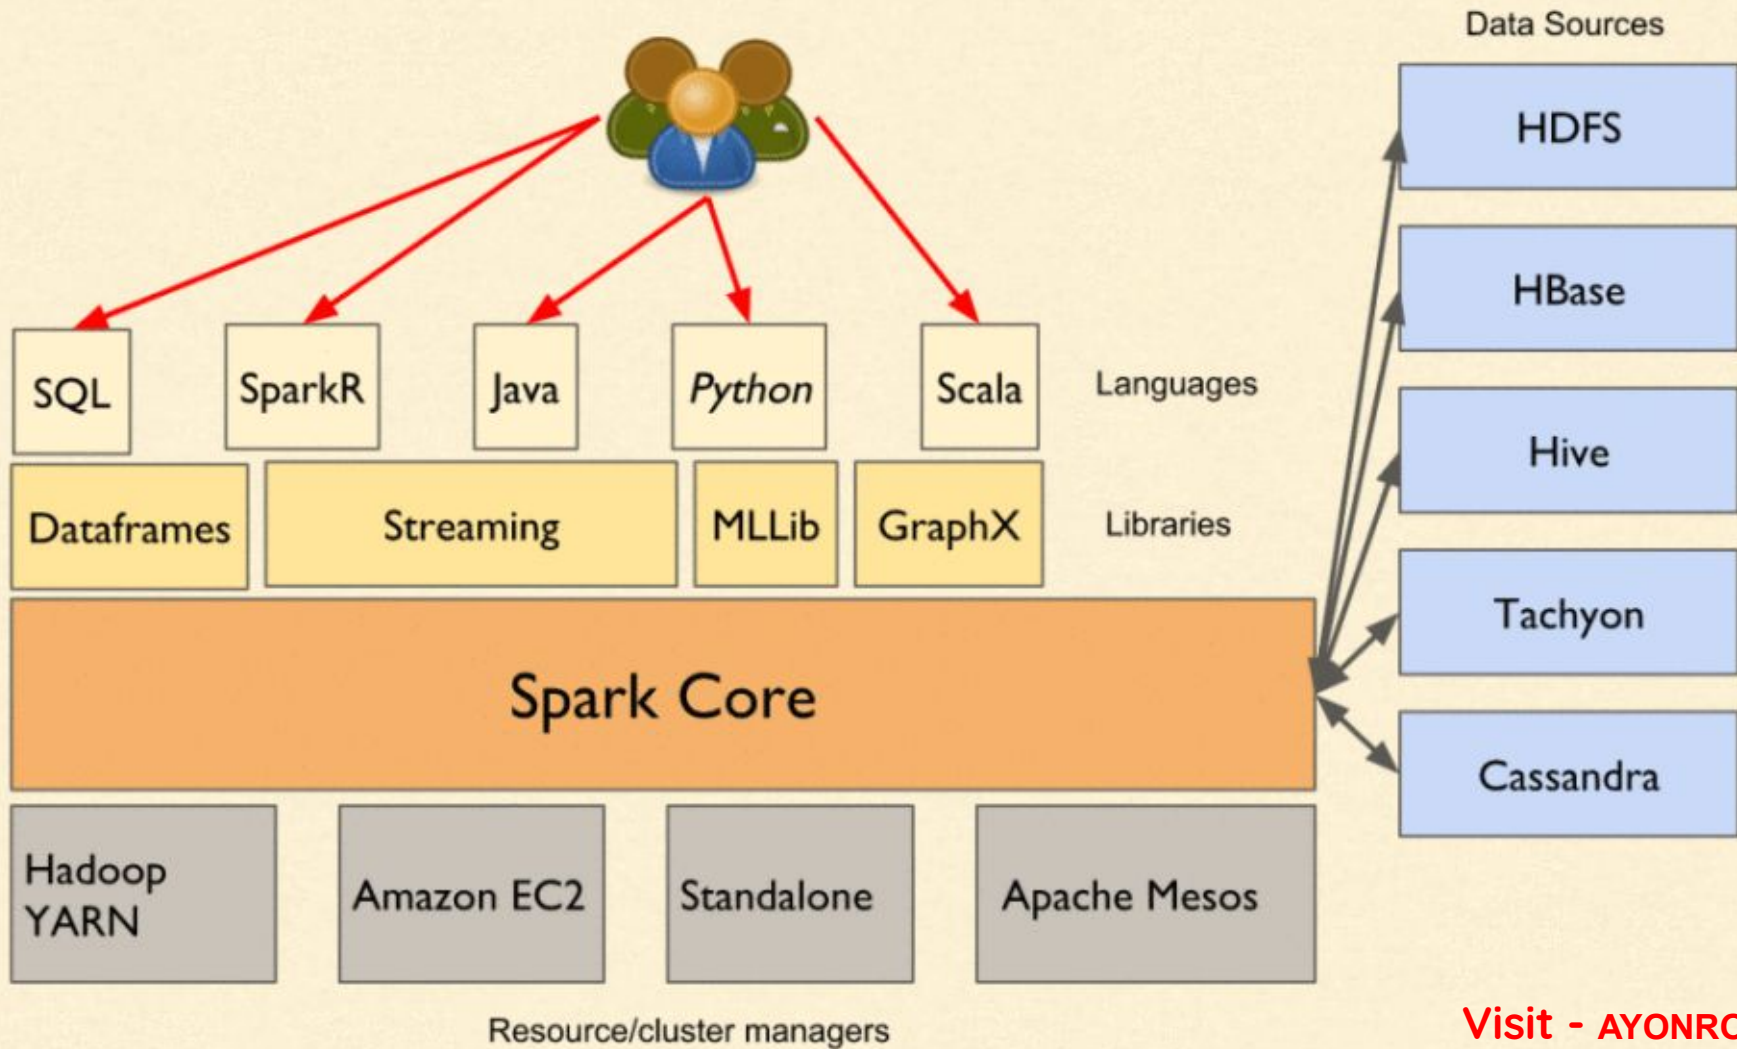 Data Sources
HDFS
HBase
Hive
Tachyon
Cassandra
SQL
SparkR
Java
Python
Scala
Languages
Dataframes
Streaming
MLLib
GraphX
Libraries
Spark Core
Hadoop
YARN
Amazon EC2
Standalone
Apache Mesos
Resource/cluster managers
Visit -